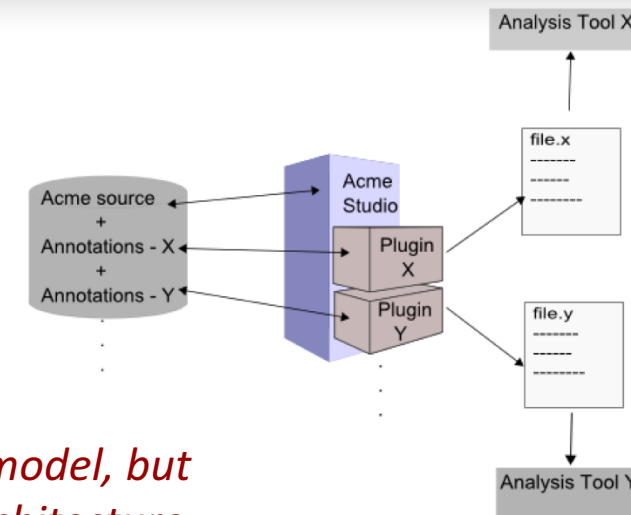 Analysis Tool X
file.x
-------
------
--------
Acme source
+
Annotations - X
+
Annotations - Y
.
.
.
Acme
Studio
Plugin
X
Plugin
Y
.
.
.
file.y
-------
------
--------
Analysis Tool Y
model, but